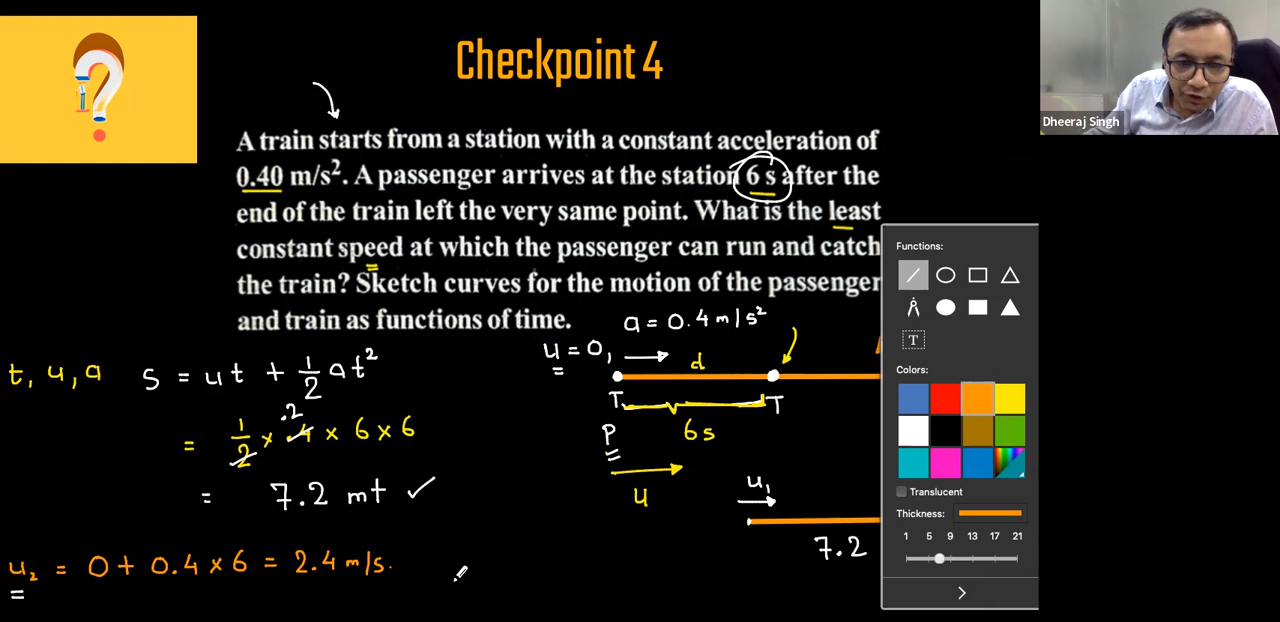 Checkpoint 4
Dheeraj Singh
A train starts from a station with a constant acceleration of
0.40 m/s². A passenger arrives at the station 6 s after the
end of the train left the very same point. What is the least
constant speed at which the passenger can run and catch
the train? Sketch curves for the motion of the passenger
and train as functions of time.
a = 0.4 m/s²
u = 0,
d
T T
6 s
P
u
t, u, a s = ut + 1/2 at²
= 1/2 × .4 × 6 × 6
.2
= 7.2 mt ✓
u₁
7.2
u₂ = 0 + 0.4 × 6 = 2.4 m/s.
Functions:
T
Colors:
Translucent
Thickness:
1 5 9 13 17 21